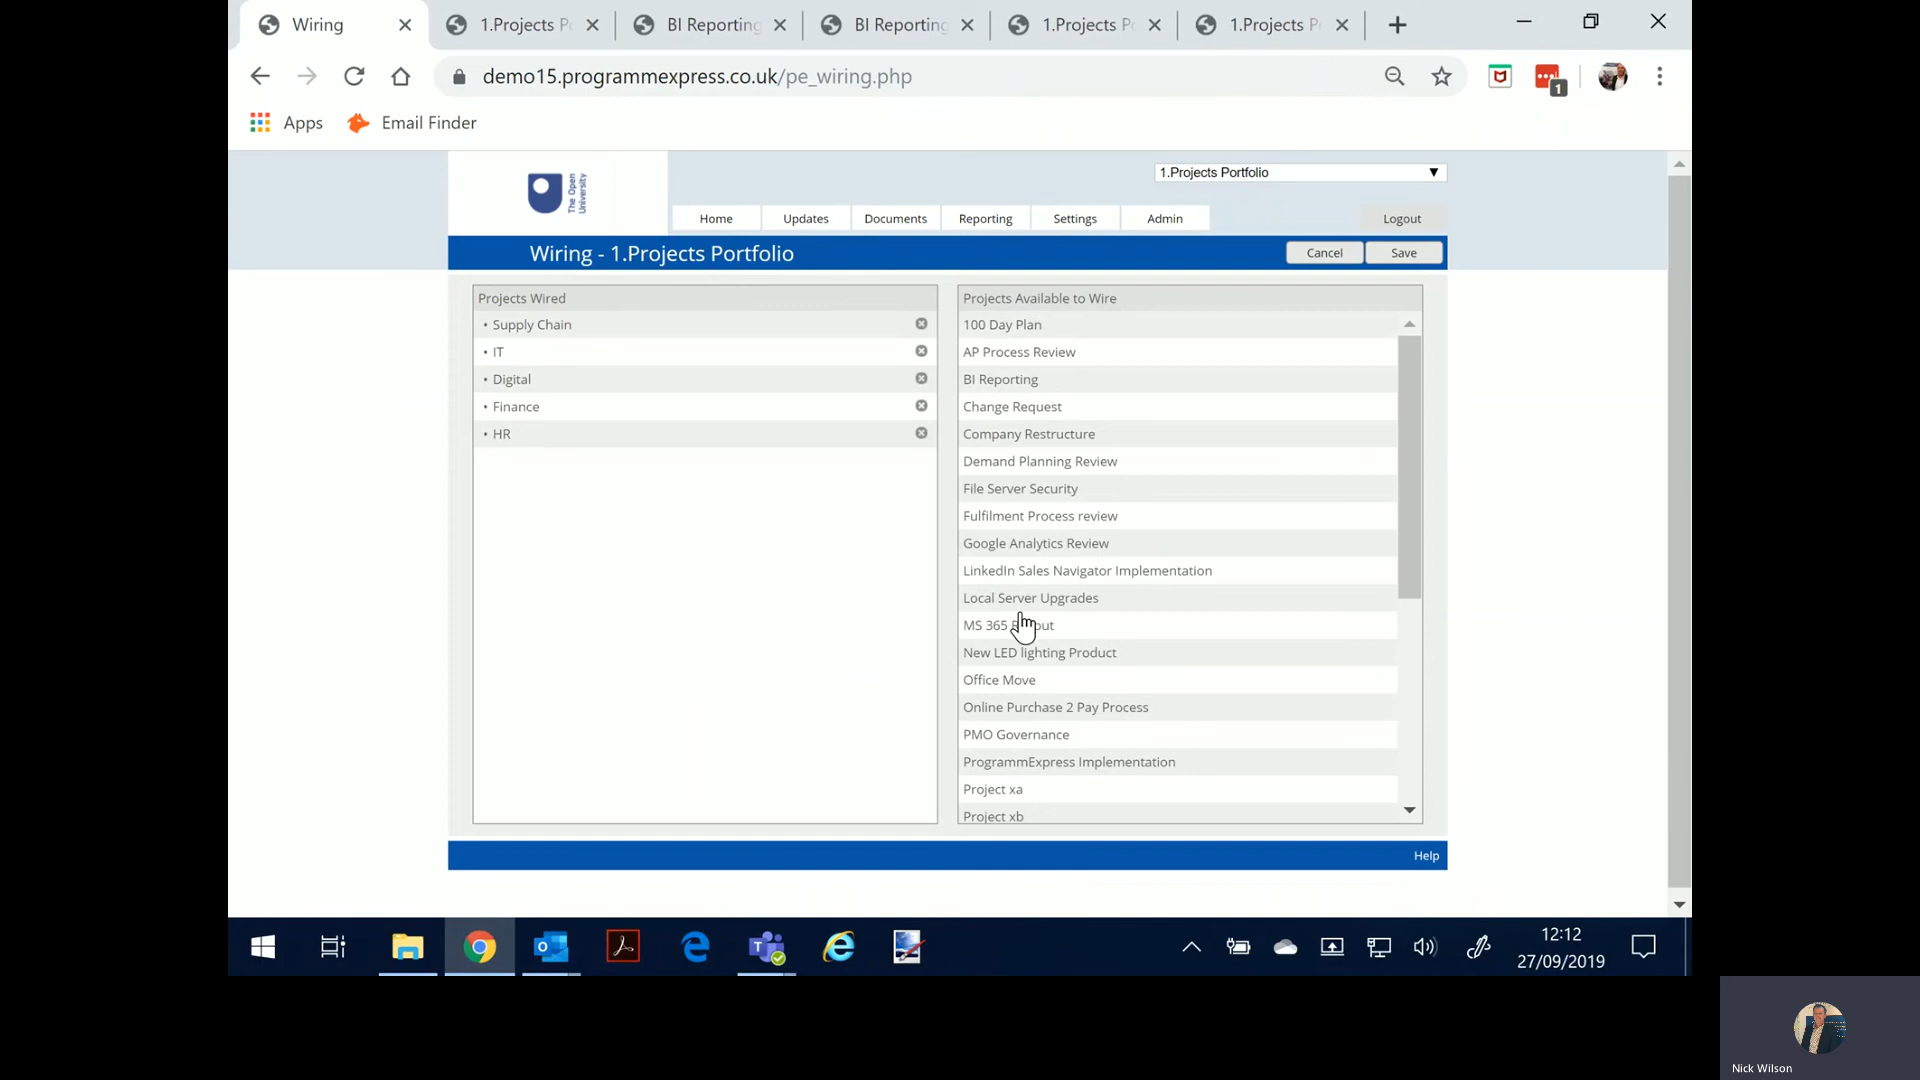 Wiring
1.Projects P
BI Reporting
BI Reporting
1.Projects Po
1.Projects P
demo15.programmexpress.co.uk/pe_wiring.php
1
Apps
Email Finder
The Open
University
1.Projects Portfolio
Home
Updates
Documents
Reporting
Settings
Admin
Logout
Wiring - 1.Projects Portfolio
Cancel
Save
Projects Wired
• Supply Chain
• IT
• Digital
• Finance
• HR
Projects Available to Wire
100 Day Plan
AP Process Review
BI Reporting
Change Request
Company Restructure
Demand Planning Review
File Server Security
Fulfilment Process review
Google Analytics Review
LinkedIn Sales Navigator Implementation
Local Server Upgrades
MS 365
New LED lighting Product
Office Move
Online Purchase 2 Pay Process
PMO Governance
ProgrammExpress Implementation
Project xa
Project xb
Help
12:12
27/09/2019
Nick Wilson